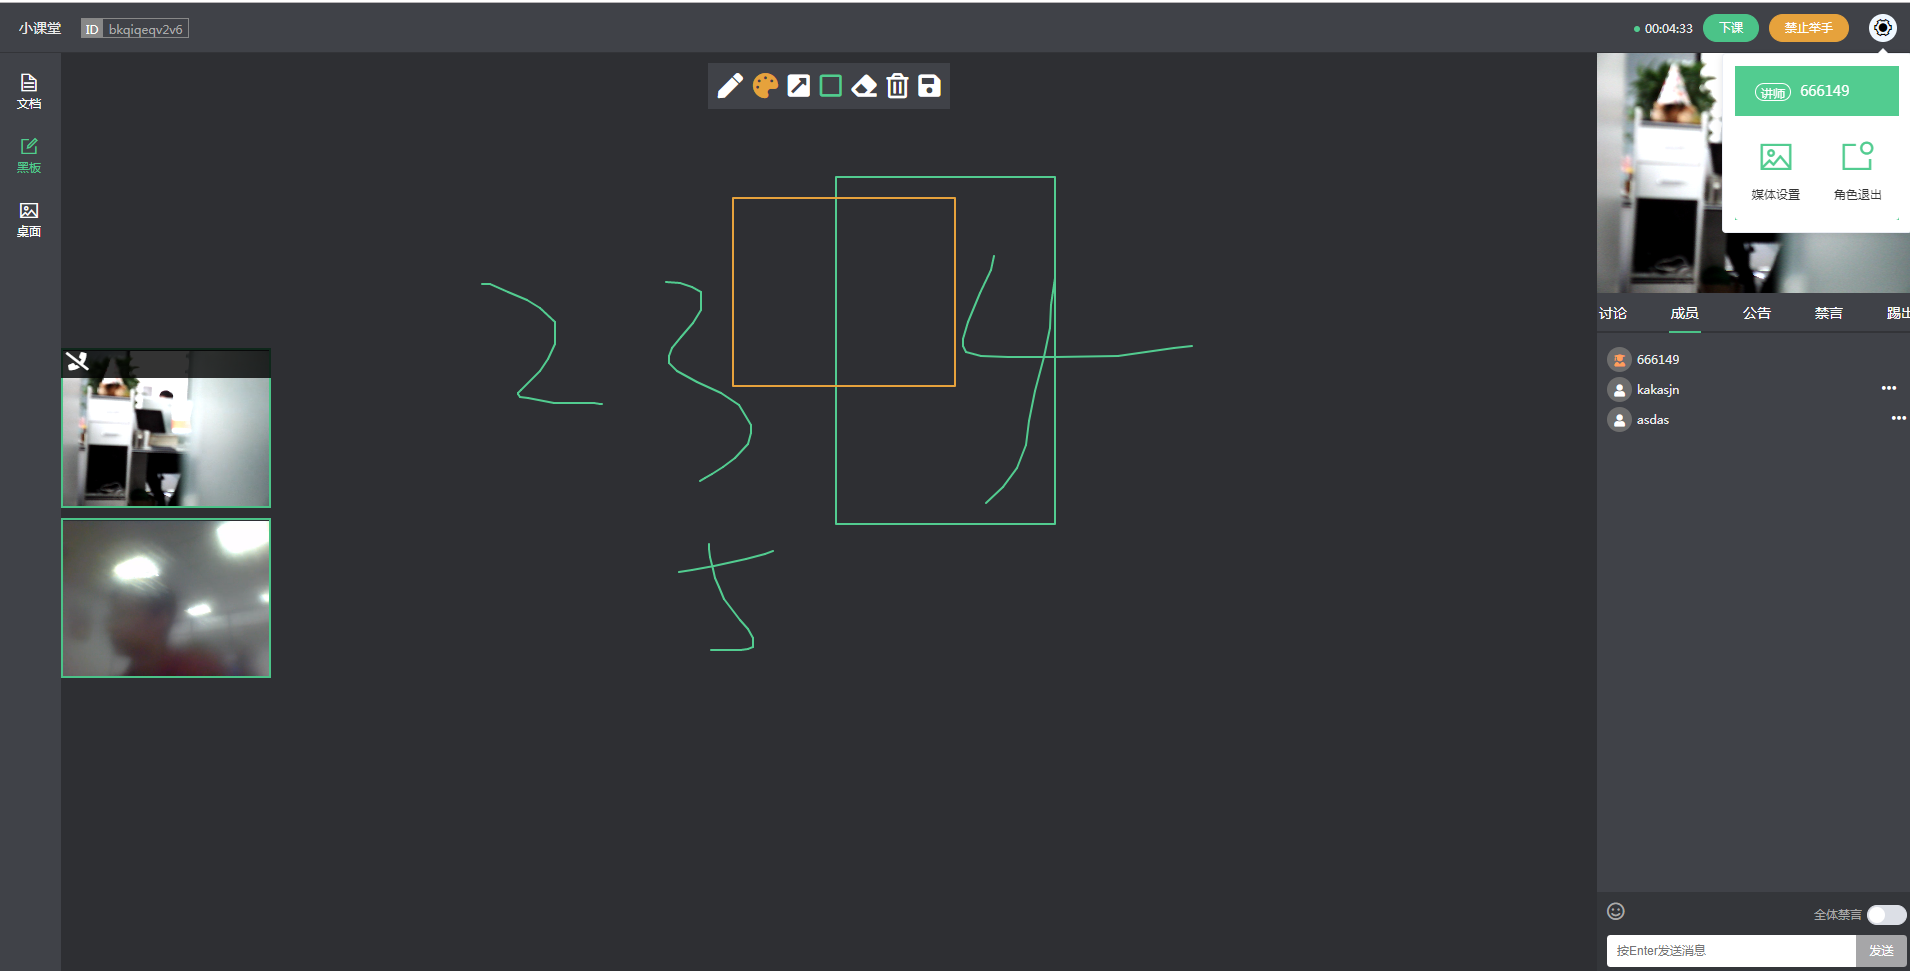 小课堂 ID bkqiqeqv2v6 00:04:33 下课 禁止举手
文档
黑板
桌面
2 3 4
5
讲师 666149
媒体设置 角色退出
讨论 成员 公告 禁言 踢出
666149
kakasjn
asdas
全体禁言
按Enter发送消息 发送